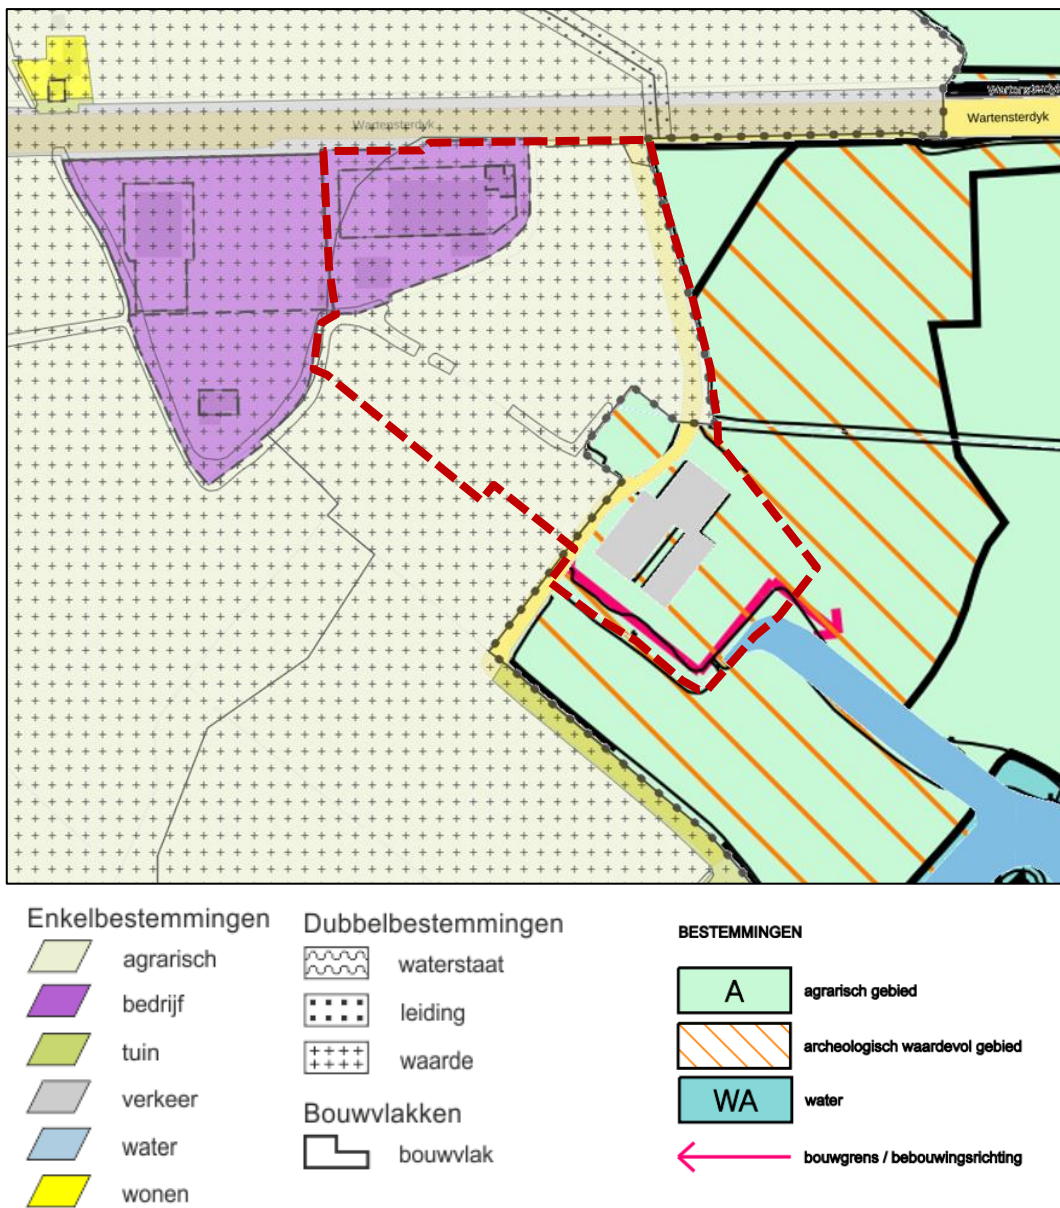 Wartensterdyk
Wartensterdyk
Wartensterdyk
Enkelbestemmingen
agrarisch
bedrijf
tuin
verkeer
water
wonen
Dubbelbestemmingen
waterstaat
leiding
waarde
Bouwvlakken
bouwvlak
BESTEMMINGEN
A agrarisch gebied
archeologisch waardevol gebied
WA water
bouwgrens / bebouwingsrichting